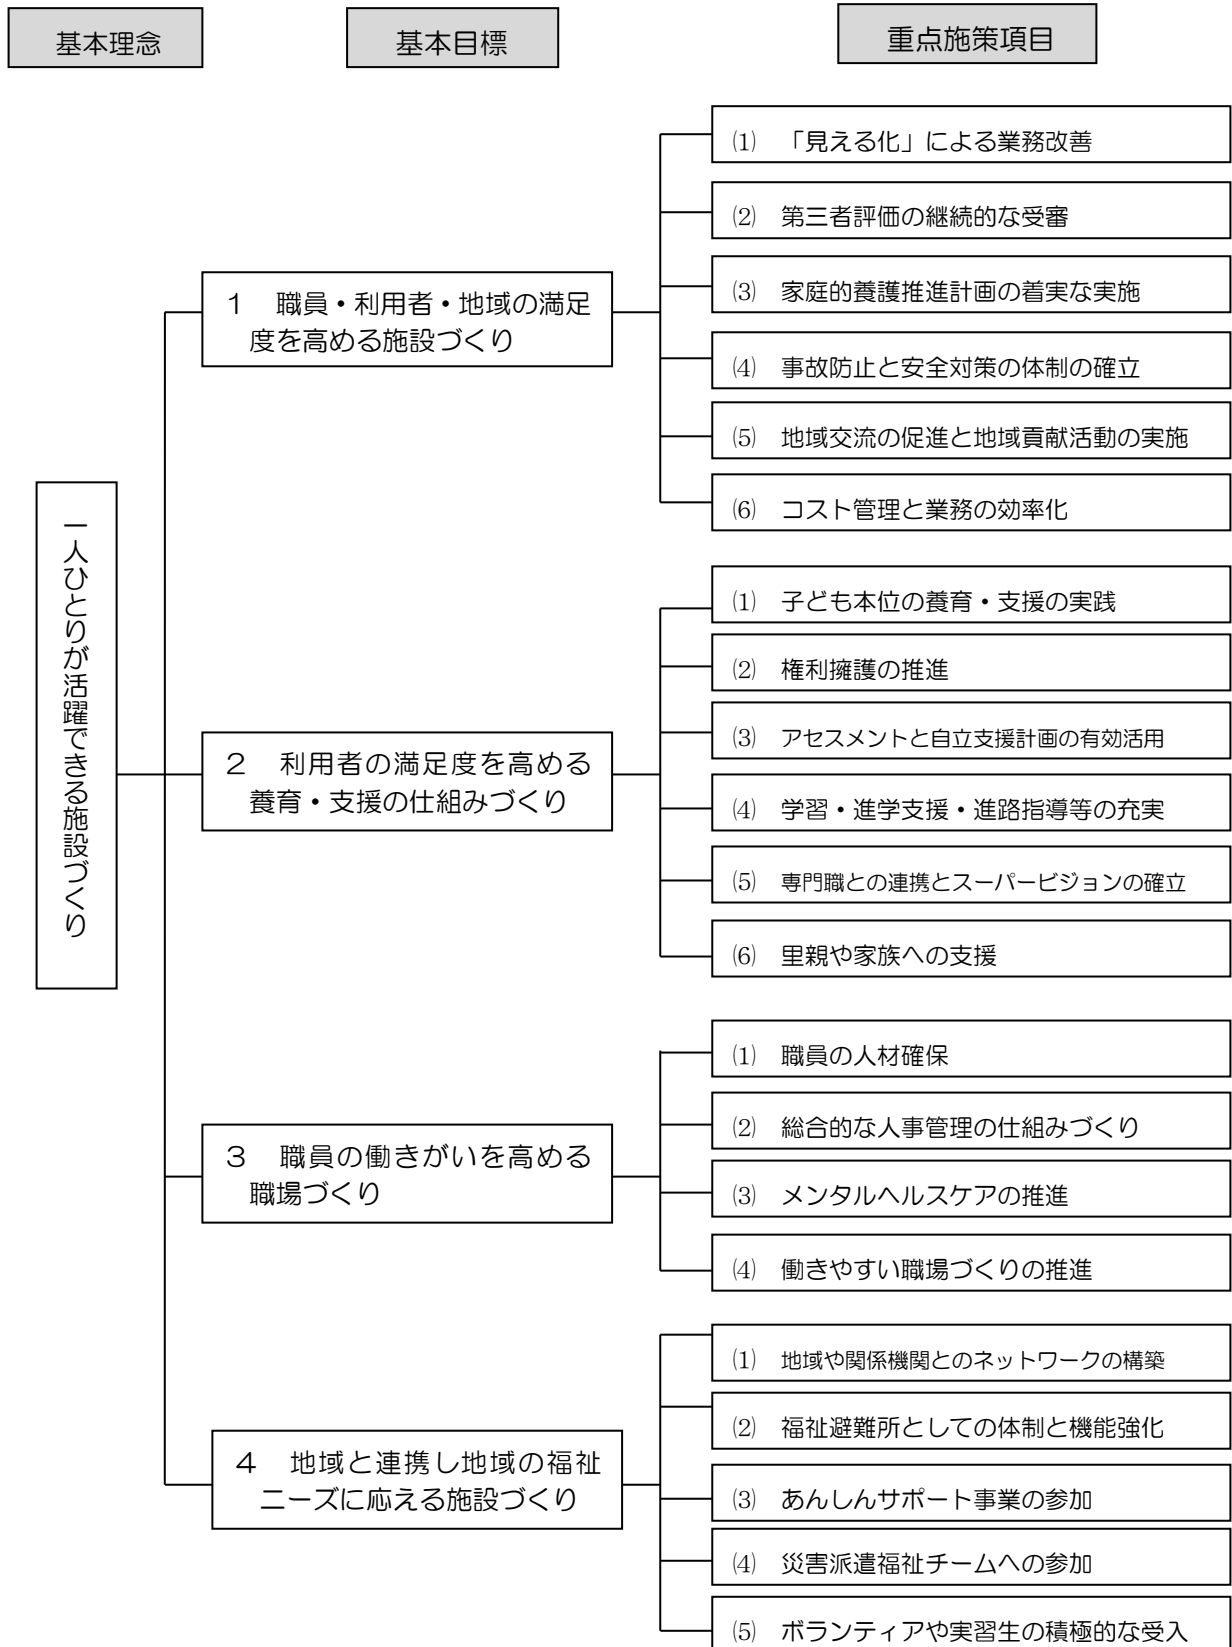 基本理念
基本目標
重点施策項目
一人ひとりが活躍できる施設づくり
1 職員・利用者・地域の満足
度を高める施設づくり
⑴ 「見える化」による業務改善
⑵ 第三者評価の継続的な受審
⑶ 家庭的養護推進計画の着実な実施
⑷ 事故防止と安全対策の体制の確立
⑸ 地域交流の促進と地域貢献活動の実施
⑹ コスト管理と業務の効率化
2 利用者の満足度を高める
養育・支援の仕組みづくり
⑴ 子ども本位の養育・支援の実践
⑵ 権利擁護の推進
⑶ アセスメントと自立支援計画の有効活用
⑷ 学習・進学支援・進路指導等の充実
⑸ 専門職との連携とスーパービジョンの確立
⑹ 里親や家族への支援
3 職員の働きがいを高める
職場づくり
⑴ 職員の人材確保
⑵ 総合的な人事管理の仕組みづくり
⑶ メンタルヘルスケアの推進
⑷ 働きやすい職場づくりの推進
4 地域と連携し地域の福祉
ニーズに応える施設づくり
⑴ 地域や関係機関とのネットワークの構築
⑵ 福祉避難所としての体制と機能強化
⑶ あんしんサポート事業の参加
⑷ 災害派遣福祉チームへの参加
⑸ ボランティアや実習生の積極的な受入